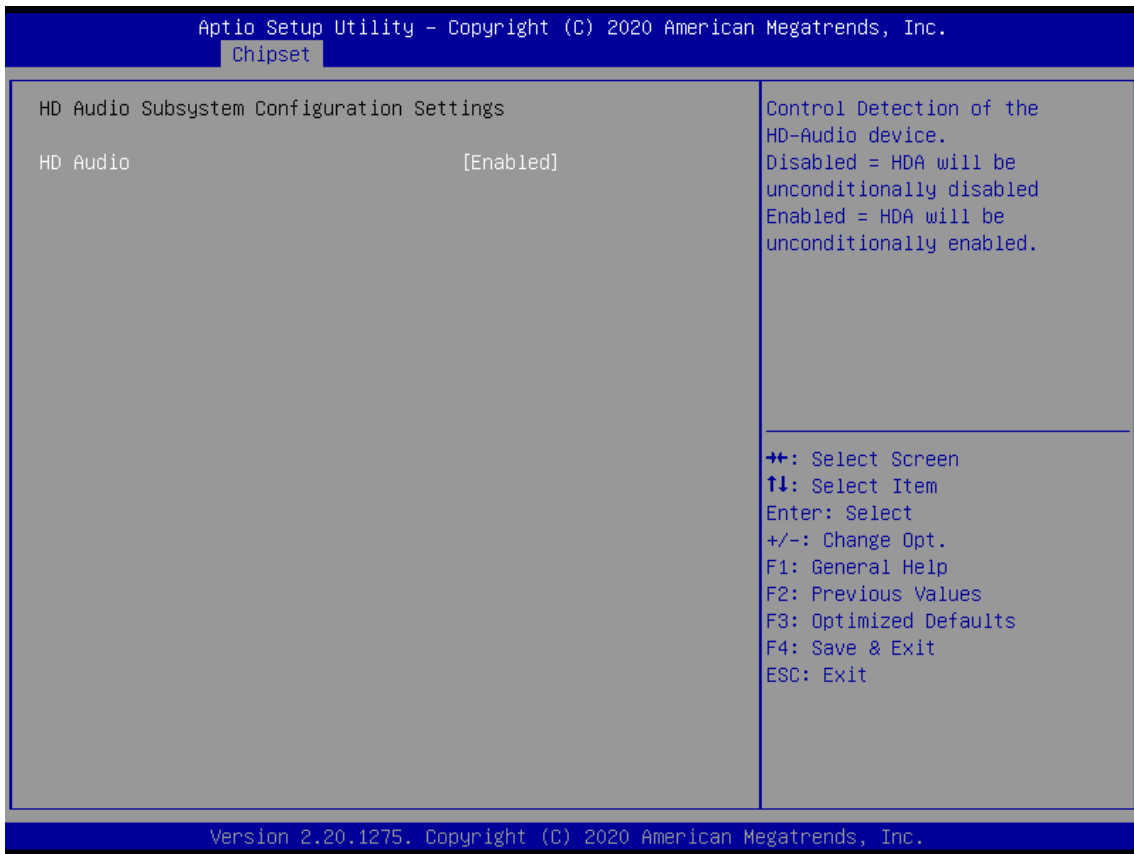 Aptio Setup Utility – Copyright (C) 2020 American Megatrends, Inc.
Chipset
HD Audio Subsystem Configuration Settings
HD Audio [Enabled]
Control Detection of the
HD-Audio device.
Disabled = HDA will be
unconditionally disabled
Enabled = HDA will be
unconditionally enabled.
→←: Select Screen
↑↓: Select Item
Enter: Select
+/-: Change Opt.
F1: General Help
F2: Previous Values
F3: Optimized Defaults
F4: Save & Exit
ESC: Exit
Version 2.20.1275. Copyright (C) 2020 American Megatrends, Inc.